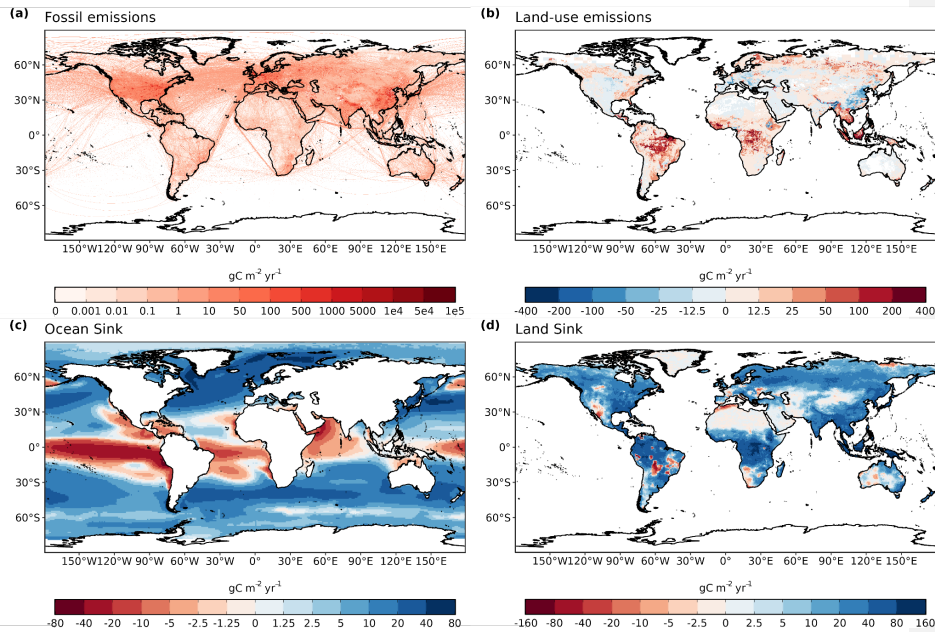 (a) Fossil emissions
60°N
30°N
0°
30°S
60°S
150°W120°W90°W 60°W 30°W 0° 30°E 60°E 90°E 120°E 150°E
gC m-2 yr-1
0 0.001 0.01 0.1 1 10 50 100 500 1000 5000 1e4 5e4 1e5
(b) Land-use emissions
60°N
30°N
0°
30°S
60°S
150°W120°W90°W 60°W 30°W 0° 30°E 60°E 90°E 120°E 150°E
gC m-2 yr-1
-400 -200 -100 -50 -25 -12.5 0 12.5 25 50 100 200 400
(c) Ocean Sink
60°N
30°N
0°
30°S
60°S
150°W120°W90°W 60°W 30°W 0° 30°E 60°E 90°E 120°E 150°E
gC m-2 yr-1
-80 -40 -20 -10 -5 -2.5 -1.25 0 1.25 2.5 5 10 20 40 80
(d) Land Sink
60°N
30°N
0°
30°S
60°S
150°W120°W90°W 60°W 30°W 0° 30°E 60°E 90°E 120°E 150°E
gC m-2 yr-1
-160 -80 -40 -20 -10 -5 -2.5 0 2.5 5 10 20 40 80 160